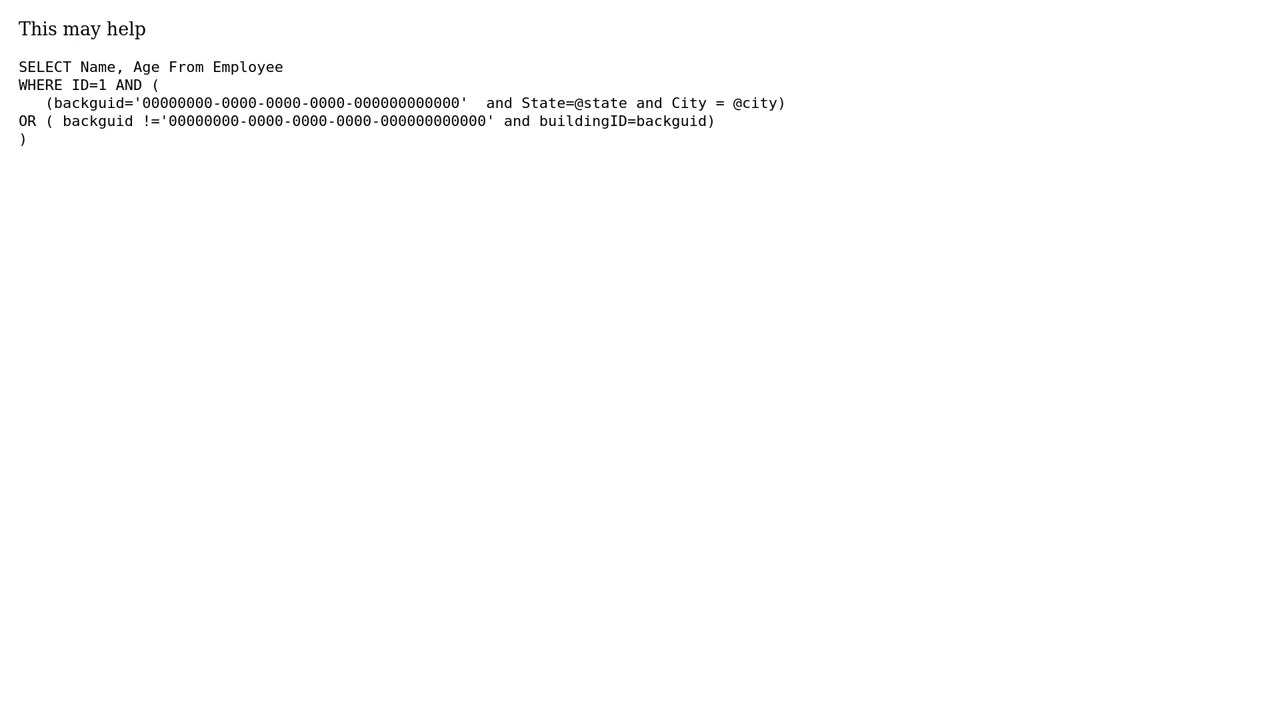 This may help
SELECT Name, Age From Employee
WHERE ID=1 AND (
   (backguid='00000000-0000-0000-0000-000000000000'  and State=@state and City = @city)
OR ( backguid !='00000000-0000-0000-0000-000000000000' and buildingID=backguid)
)